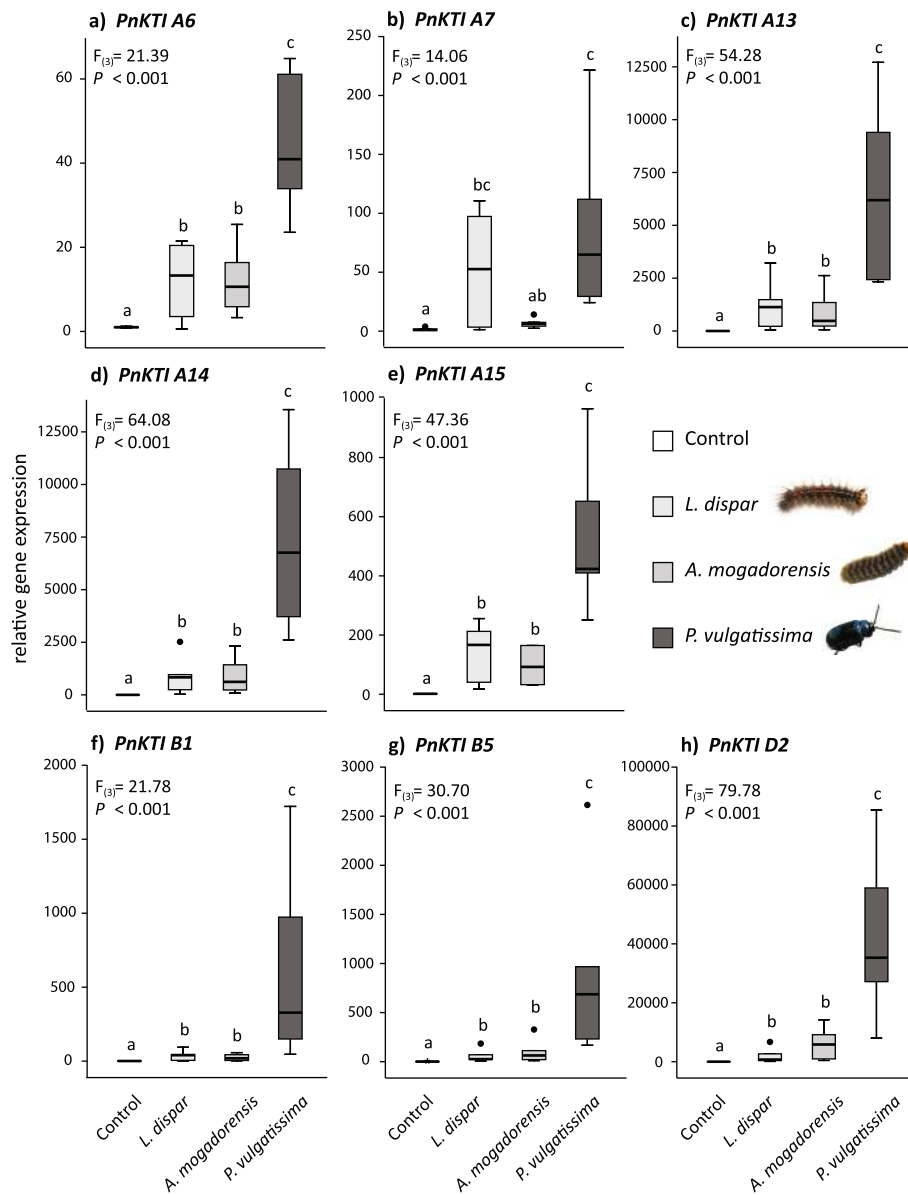 a) PnKTI A6
F(3)= 21.39
P < 0.001
60
40
20
0
a
b
b
c
b) PnKTI A7
F(3)= 14.06
P < 0.001
250
200
150
100
50
0
a
bc
ab
c
c) PnKTI A13
F(3)= 54.28
P < 0.001
12500
10000
7500
5000
2500
0
a
b
b
c
relative gene expression
d) PnKTI A14
F(3)= 64.08
P < 0.001
12500
10000
7500
5000
2500
0
a
b
b
c
e) PnKTI A15
F(3)= 47.36
P < 0.001
1000
800
600
400
200
0
a
b
b
c
Control
L. dispar
A. mogadorensis
P. vulgatissima
f) PnKTI B1
F(3)= 21.78
P < 0.001
2000
1500
1000
500
0
a
b
b
c
Control
L. dispar
A. mogadorensis
P. vulgatissima
g) PnKTI B5
F(3)= 30.70
P < 0.001
3000
2500
2000
1500
1000
500
0
a
b
b
c
Control
L. dispar
A. mogadorensis
P. vulgatissima
h) PnKTI D2
F(3)= 79.78
P < 0.001
100000
80000
60000
40000
20000
0
a
b
b
c
Control
L. dispar
A. mogadorensis
P. vulgatissima